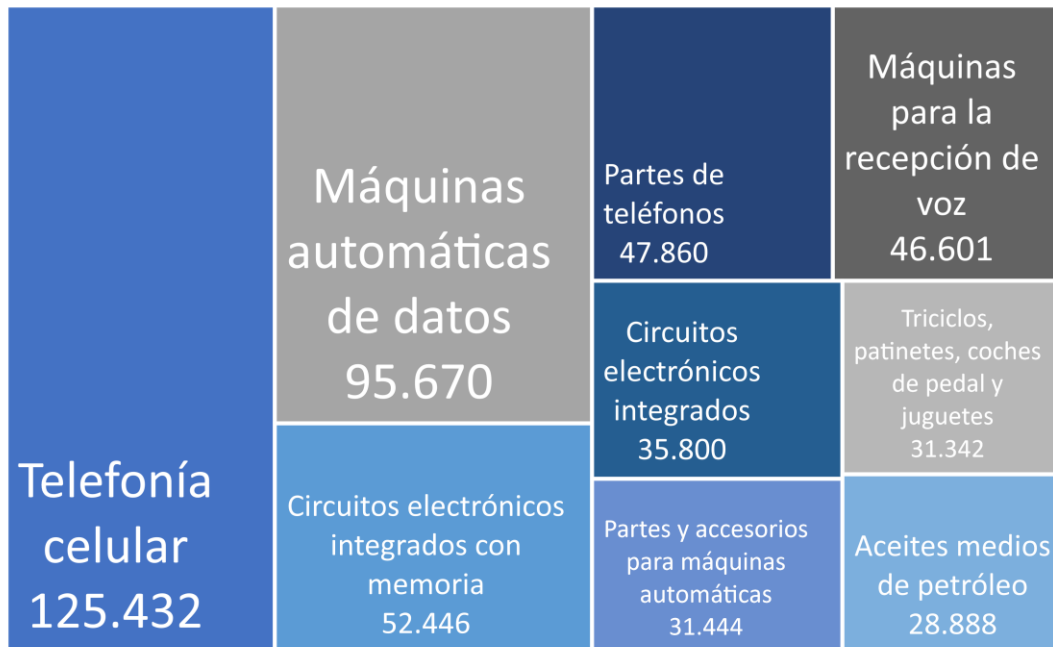 Telefonía
celular
125.432
Máquinas
automáticas
de datos
95.670
Circuitos electrónicos
integrados con
memoria
52.446
Partes de
teléfonos
47.860
Máquinas
para la
recepción de
voz
46.601
Circuitos
electrónicos
integrados
35.800
Triciclos,
patinetes, coches
de pedal y
juguetes
31.342
Partes y accesorios
para máquinas
automáticas
31.444
Aceites medios
de petróleo
28.888